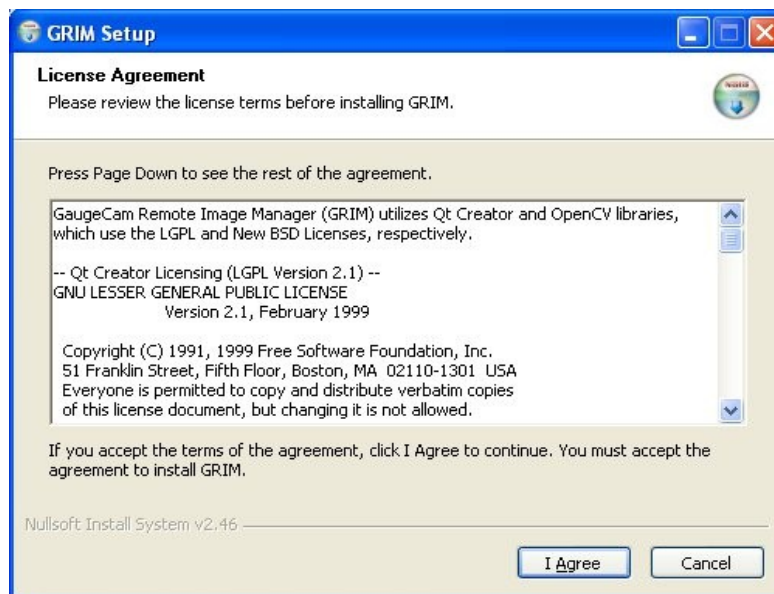 GRIM Setup
License Agreement
Please review the license terms before installing GRIM.
Press Page Down to see the rest of the agreement.
GaugeCam Remote Image Manager (GRIM) utilizes Qt Creator and OpenCV libraries,
which use the LGPL and New BSD Licenses, respectively.
-- Qt Creator Licensing (LGPL Version 2.1) --
GNU LESSER GENERAL PUBLIC LICENSE
Version 2.1, February 1999
Copyright (C) 1991, 1999 Free Software Foundation, Inc.
51 Franklin Street, Fifth Floor, Boston, MA 02110-1301 USA
Everyone is permitted to copy and distribute verbatim copies
of this license document, but changing it is not allowed.
If you accept the terms of the agreement, click I Agree to continue. You must accept the
agreement to install GRIM.
Nullsoft Install System v2.46
I Agree
Cancel